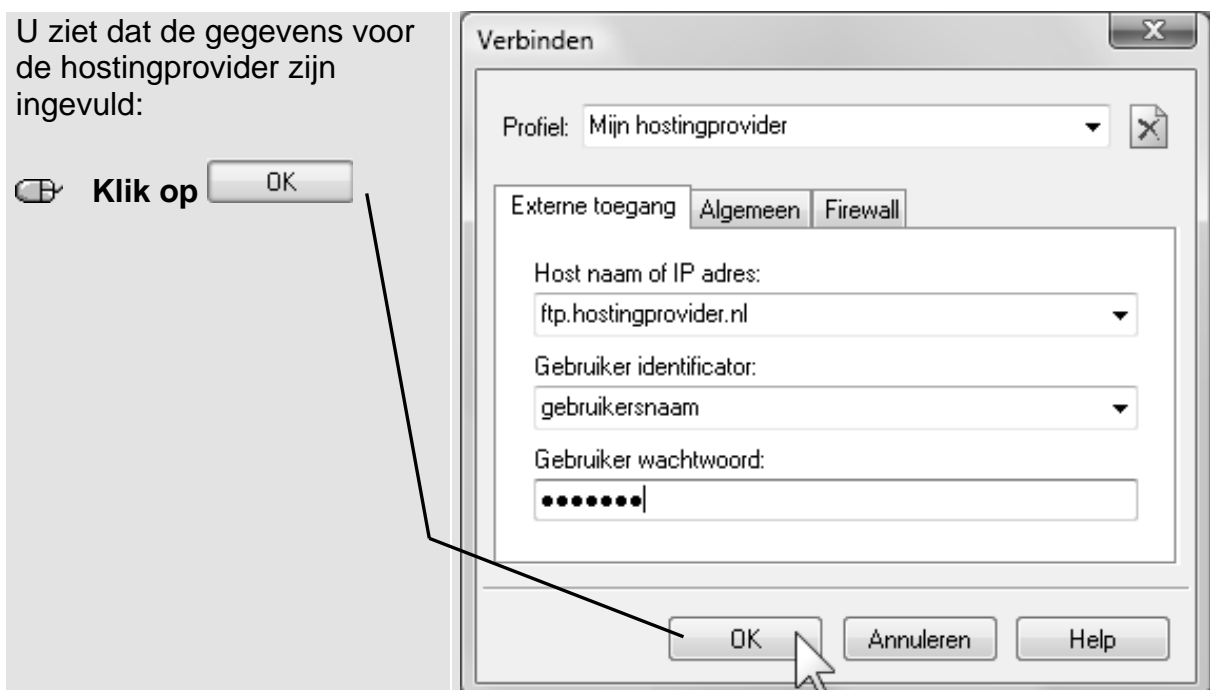 U ziet dat de gegevens voor
de hostingprovider zijn
ingevuld:
Klik op OK
Verbinden
Profiel: Mijn hostingprovider
Externe toegang Algemeen Firewall
Host naam of IP adres:
ftp.hostingprovider.nl
Gebruiker identificator:
gebruikersnaam
Gebruiker wachtwoord:
●●●●●●●
OK Annuleren Help